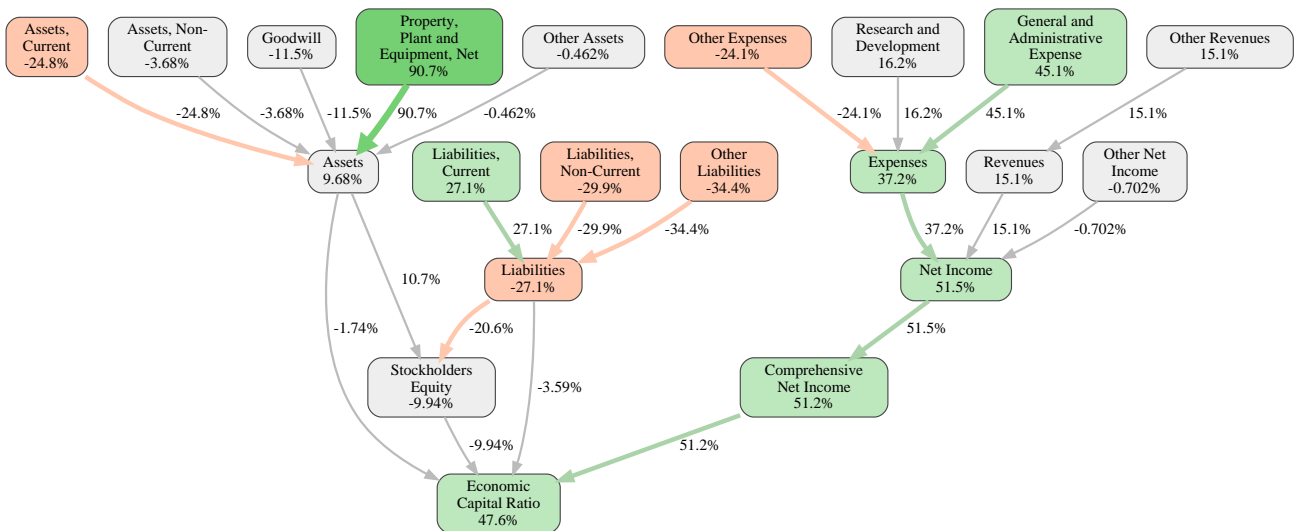 Assets,
Current
-24.8%
Assets, Non-
Current
-3.68%
Goodwill
-11.5%
Property,
Plant and
Equipment, Net
90.7%
Other Assets
-0.462%
Other Expenses
-24.1%
Research and
Development
16.2%
General and
Administrative
Expense
45.1%
Other Revenues
15.1%
-24.8%
-3.68%
-11.5%
90.7%
-0.462%
-24.1%
16.2%
45.1%
15.1%
Assets
9.68%
Liabilities,
Current
27.1%
Liabilities,
Non-Current
-29.9%
Other
Liabilities
-34.4%
Expenses
37.2%
Revenues
15.1%
Other Net
Income
-0.702%
27.1%
-29.9%
-34.4%
37.2%
15.1%
-0.702%
Liabilities
-27.1%
Net Income
51.5%
10.7%
-1.74%
-20.6%
51.5%
Stockholders
Equity
-9.94%
-3.59%
Comprehensive
Net Income
51.2%
-9.94%
51.2%
Economic
Capital Ratio
47.6%